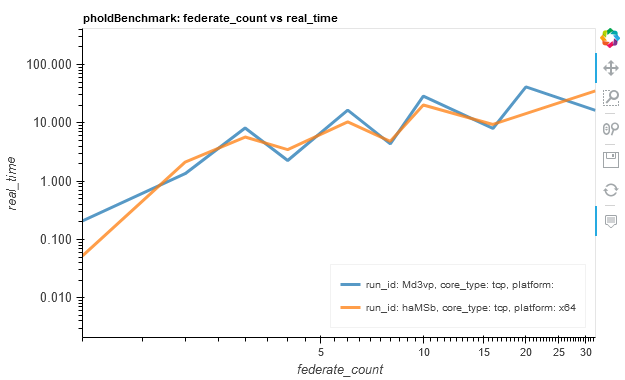 pholdBenchmark: federate_count vs real_time
100.000
10.000
1.000
0.100
0.010
real_time
run_id: Md3vp, core_type: tcp, platform:
run_id: haMSb, core_type: tcp, platform: x64
5 10 15 20 25 30
federate_count